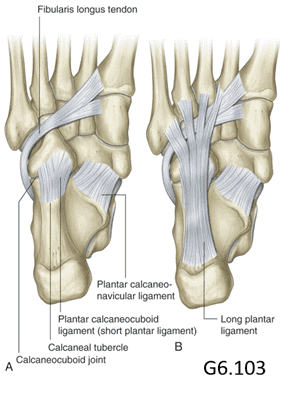 Fibularis longus tendon
Plantar calcaneo-
navicular ligament
Plantar calcaneocuboid
ligament (short plantar ligament)
Calcaneal tubercle
Calcaneocuboid joint
A
Long plantar
ligament
B
G6.103